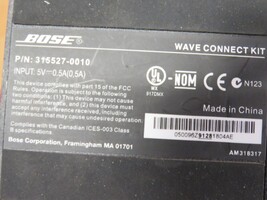 BOSE
WAVE CONNECT KIT
P/N: 316527-0010
INPUT: 5V 0.5A(0,5A)
This device complies with part 15 of the FCC
Rules. Operation is subject to the following two
conditions: (1) This device may not cause
harmful interference, and (2) this device must
accept any interference received, including
interference that may cause undesired
operation.
Complies with the Canadian ICES-003 Class
B specifications.
Bose Corporation, Framingham MA 01701
UL
NOM
N123
Made in China
AM318317